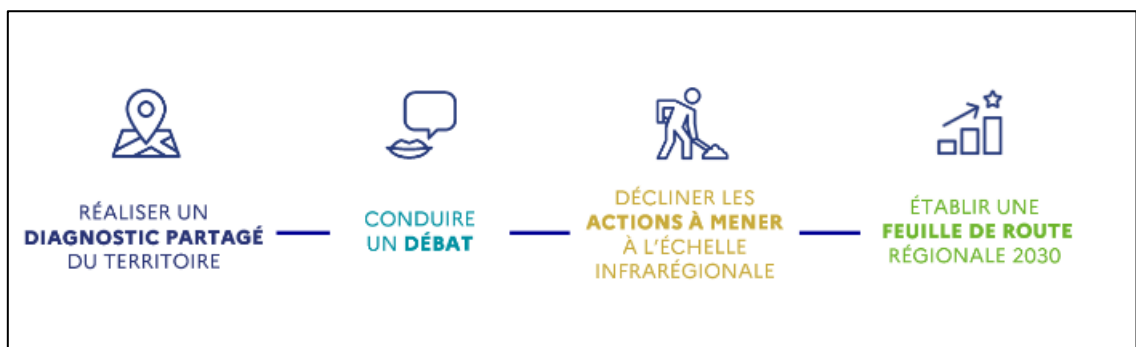 RÉALISER UN
DIAGNOSTIC PARTAGÉ
DU TERRITOIRE
CONDUIRE
UN DÉBAT
DÉCLINER LES
ACTIONS À MENER
À L'ÉCHELLE
INFRARÉGIONALE
ÉTABLIR UNE
FEUILLE DE ROUTE
RÉGIONALE 2030